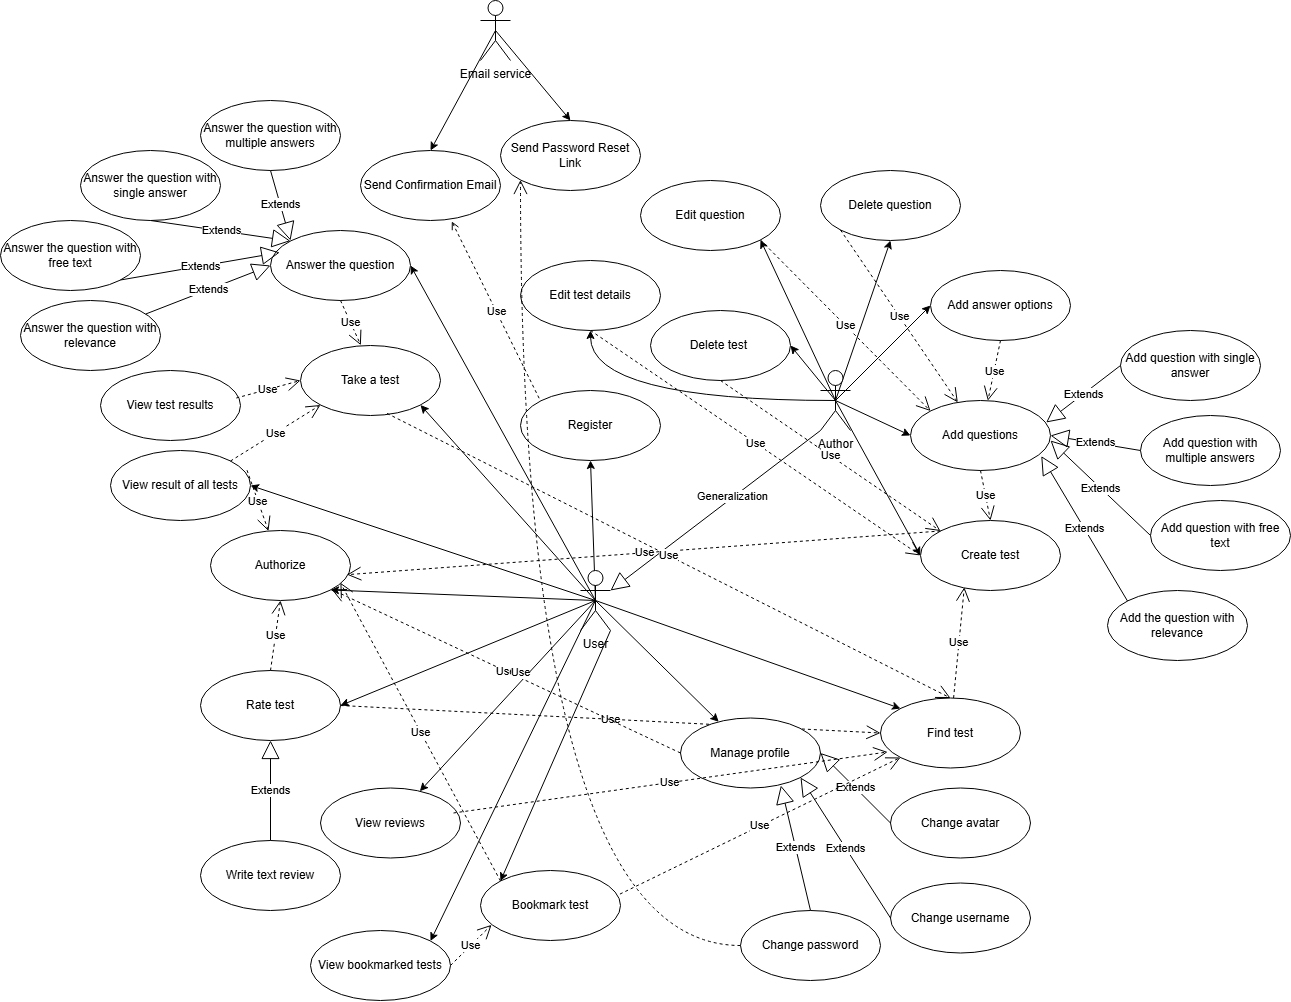 Email service
Answer the question with
multiple answers
Send Password Reset
Link
Answer the question with
single answer
Send Confirmation Email
Extends
Edit question
Delete question
Extends
Answer the question with
free text
Answer the question
Extends
Extends
Edit test details
Add answer options
Use
Use
Use
Use
Answer the question with
relevance
Delete test
Add question with single
answer
Use
View test results
Use
Take a test
Extends
Register
Use
Add questions
Extends
Add question with
multiple answers
Use
Author
Use
View result of all tests
Extends
Use
Generalization
Use
Extends
Add question with free
text
Authorize
Use
Use
Create test
Use
User
Use
Add the question with
relevance
Use
Use
Rate test
Use
Use
Find test
Manage profile
Use
Extends
Extends
View reviews
Use
Change avatar
Extends
Extends
Write text review
Bookmark test
Change username
Use
Change password
View bookmarked tests